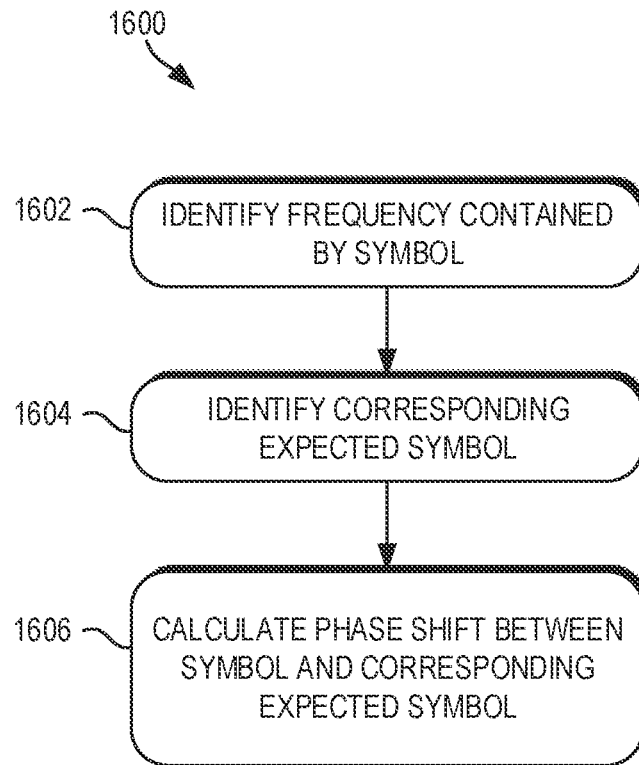 1600
1602
IDENTIFY FREQUENCY CONTAINED
BY SYMBOL
1604
IDENTIFY CORRESPONDING
EXPECTED SYMBOL
1606
CALCULATE PHASE SHIFT BETWEEN
SYMBOL AND CORRESPONDING
EXPECTED SYMBOL